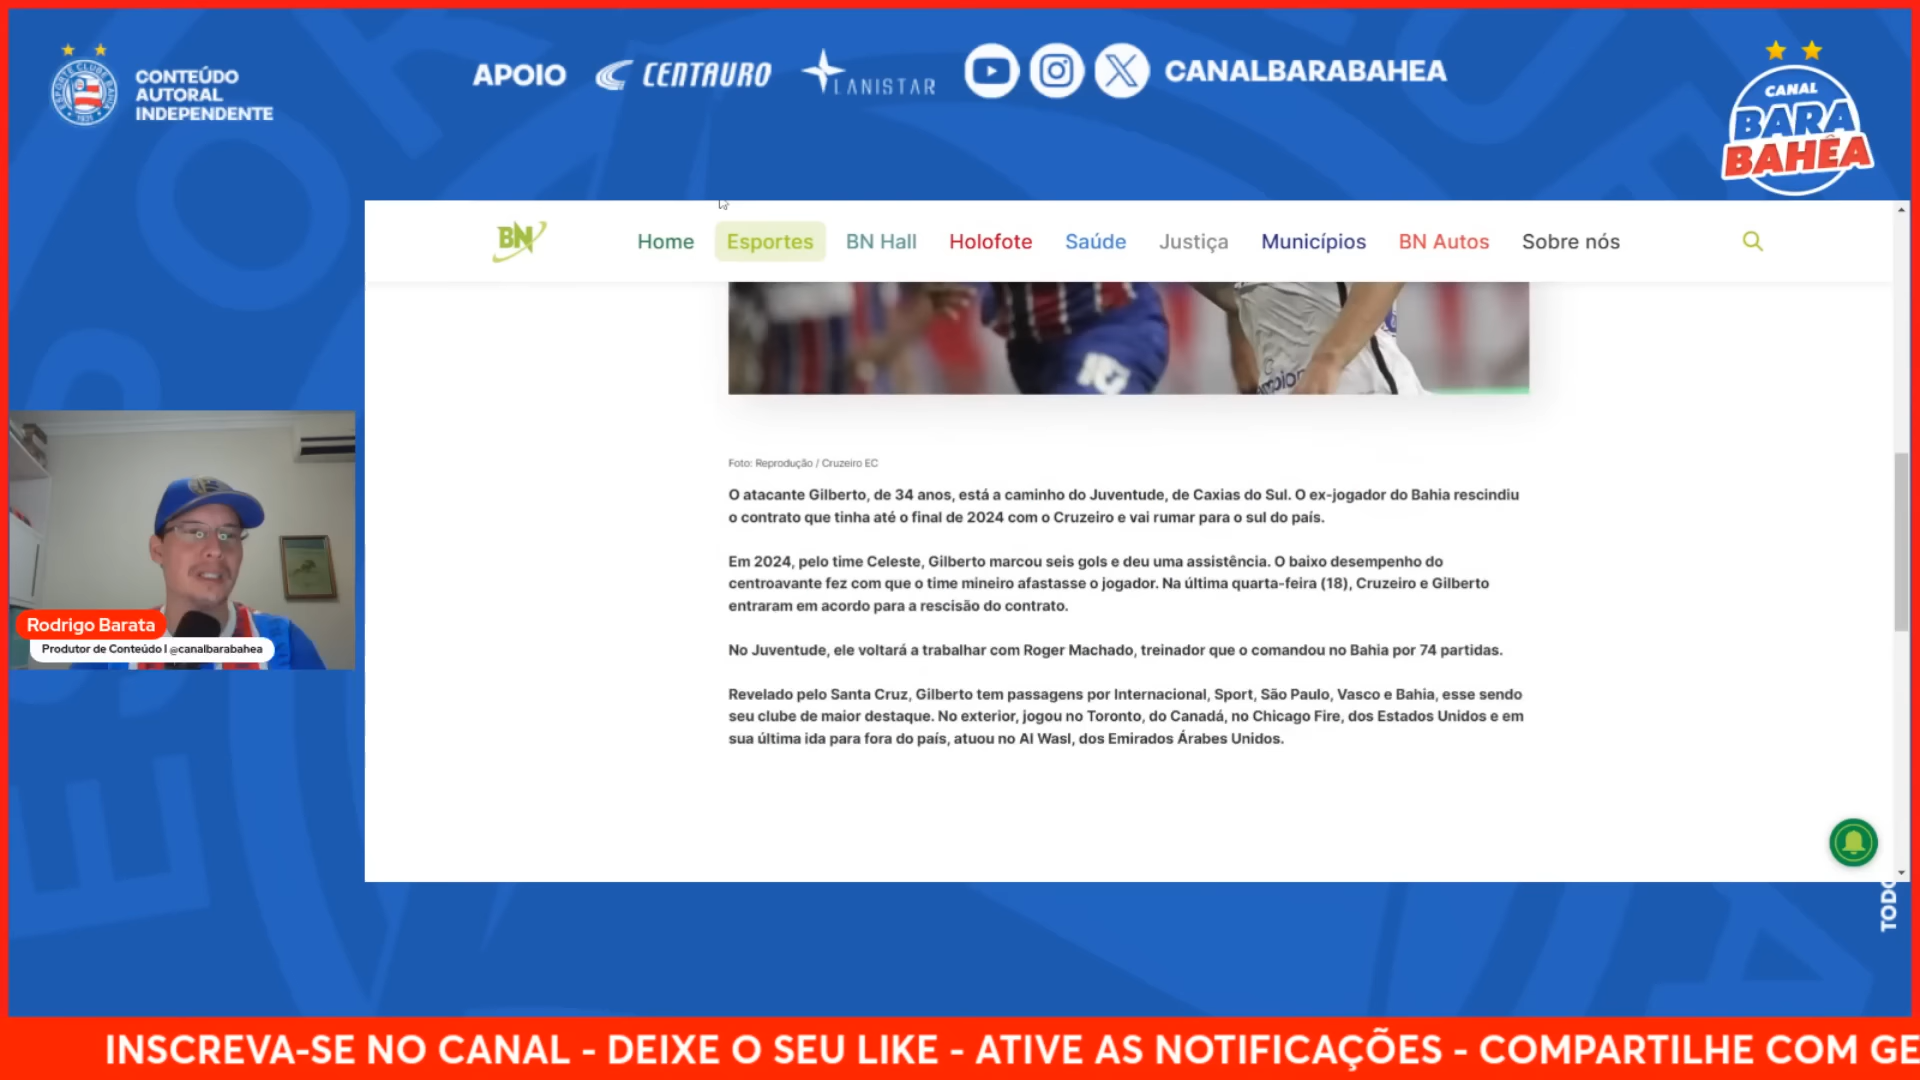 CONTEÚDO
AUTORAL
INDEPENDENTE
APOIO
CENTAURO
LANISTAR
CANALBARABAHEA
CANAL
BARA
BAHÊA
BN
Home
Esportes
BN Hall
Holofote
Saúde
Justiça
Municípios
BN Autos
Sobre nós
Foto: Reprodução / Cruzeiro EC
O atacante Gilberto, de 34 anos, está a caminho do Juventude, de Caxias do Sul. O ex-jogador do Bahia rescindiu
o contrato que tinha até o final de 2024 com o Cruzeiro e vai rumar para o sul do país.
Em 2024, pelo time Celeste, Gilberto marcou seis gols e deu uma assistência. O baixo desempenho do
centroavante fez com que o time mineiro afastasse o jogador. Na última quarta-feira (18), Cruzeiro e Gilberto
entraram em acordo para a rescisão do contrato.
No Juventude, ele voltará a trabalhar com Roger Machado, treinador que o comandou no Bahia por 74 partidas.
Revelado pelo Santa Cruz, Gilberto tem passagens por Internacional, Sport, São Paulo, Vasco e Bahia, esse sendo
seu clube de maior destaque. No exterior, jogou no Toronto, do Canadá, no Chicago Fire, dos Estados Unidos e em
sua última ida para fora do país, atuou no Al Wasl, dos Emirados Árabes Unidos.
Rodrigo Barata
Produtor de Conteúdo | @canalbarabahea
TODO
INSCREVA-SE NO CANAL - DEIXE O SEU LIKE - ATIVE AS NOTIFICAÇÕES - COMPARTILHE COM GE